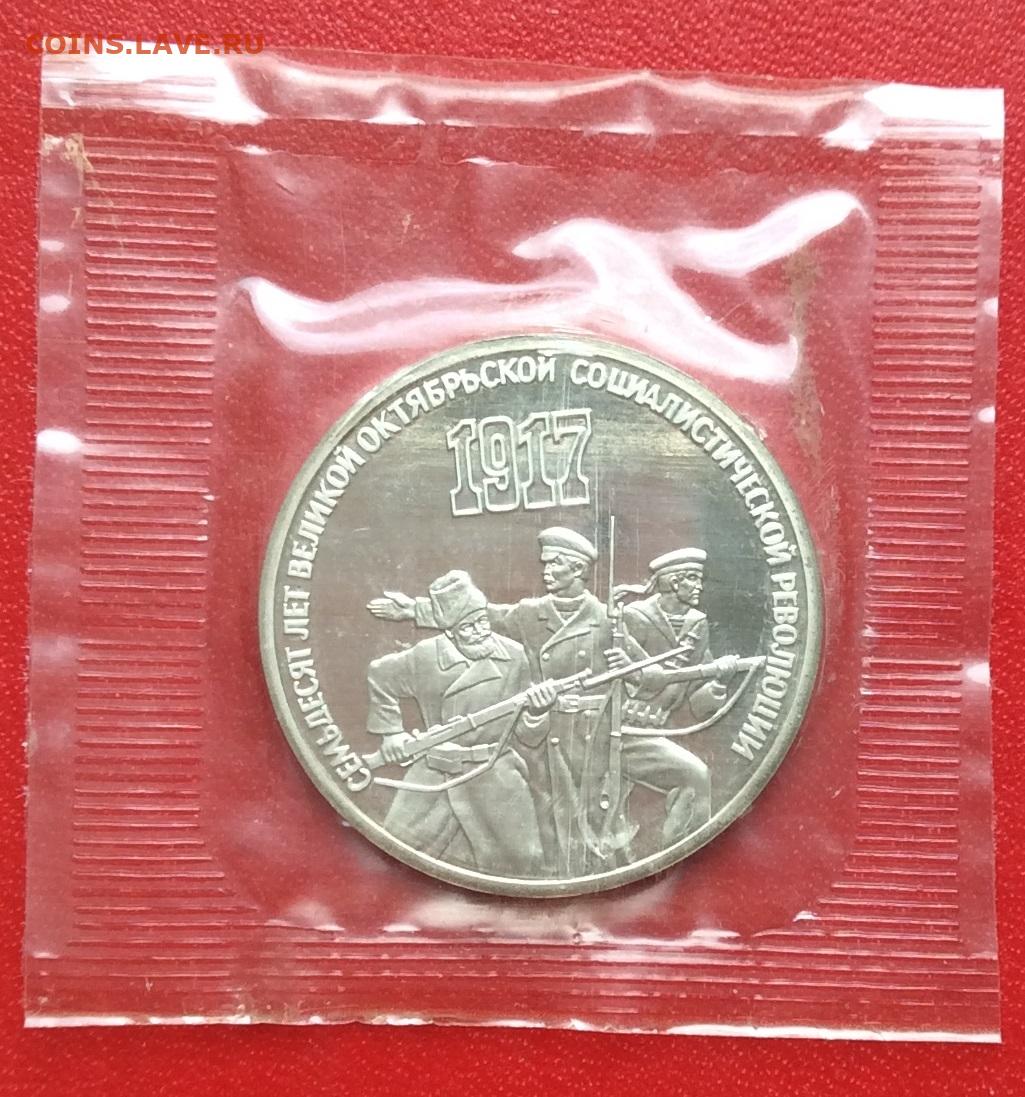 COINS.LAVE.RU
СЕМЬДЕСЯТ ЛЕТ ВЕЛИКОЙ ОКТЯБРЬСКОЙ СОЦИАЛИСТИЧЕСКОЙ РЕВОЛЮЦИИ
1917